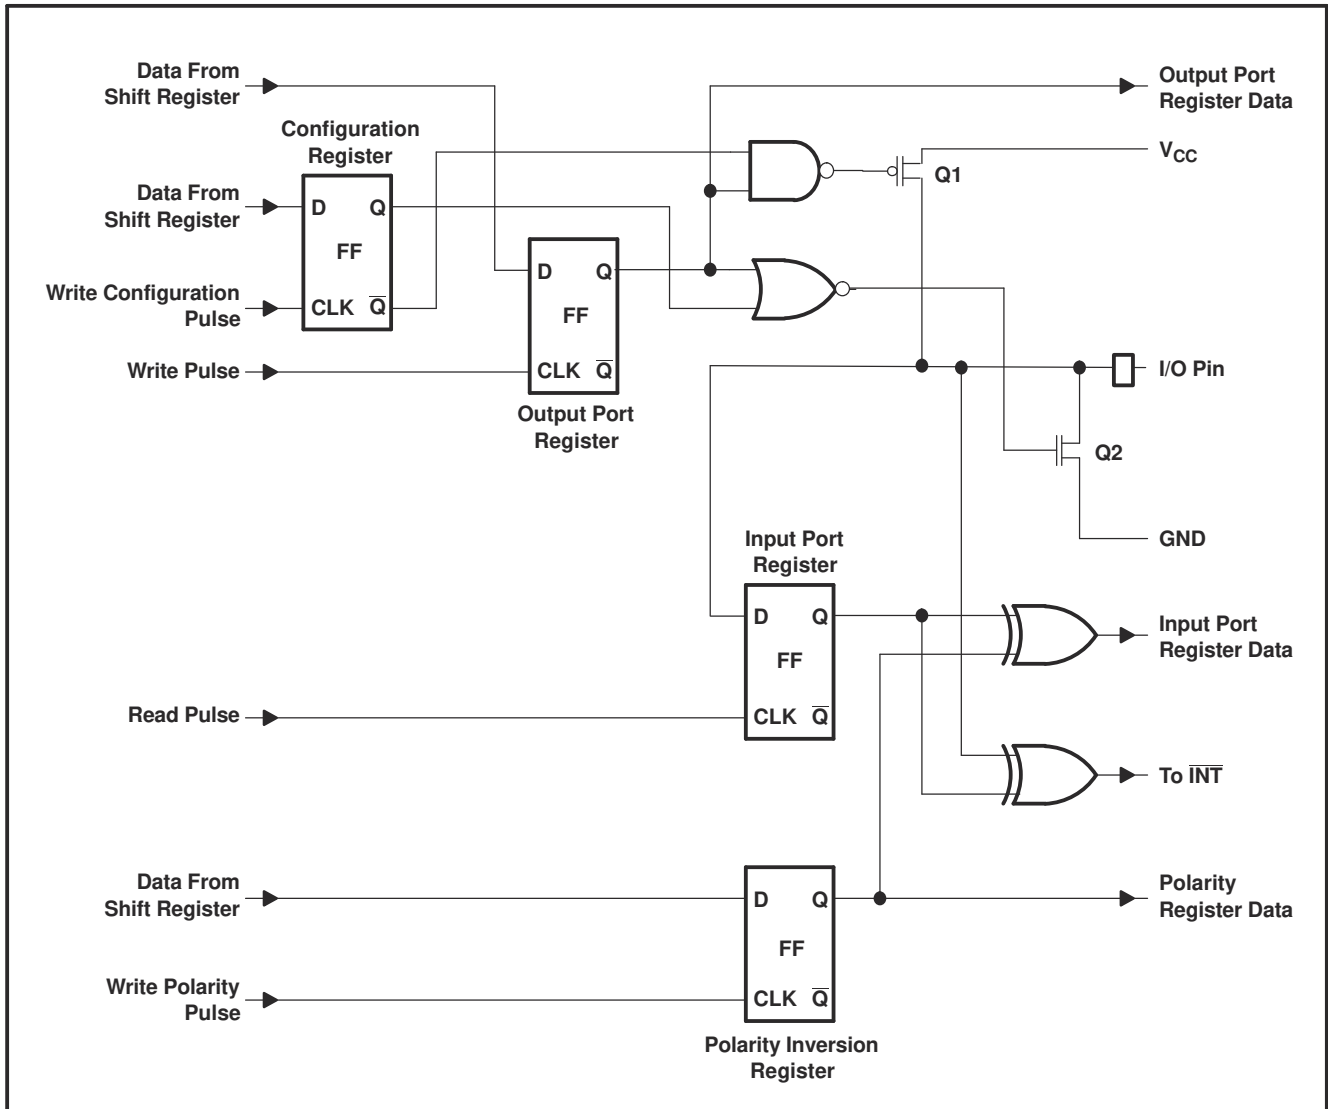 Data From
Shift Register
Output Port
Register Data
Configuration
Register
V_CC
Q1
Data From
Shift Register
D Q
FF
CLK Q̅
D Q
FF
CLK Q̅
Write Configuration
Pulse
Write Pulse
I/O Pin
Output Port
Register
Q2
GND
Input Port
Register
D Q
FF
CLK Q̅
Input Port
Register Data
Read Pulse
To I̅N̅T̅
Data From
Shift Register
D Q
FF
CLK Q̅
Polarity
Register Data
Write Polarity
Pulse
Polarity Inversion
Register